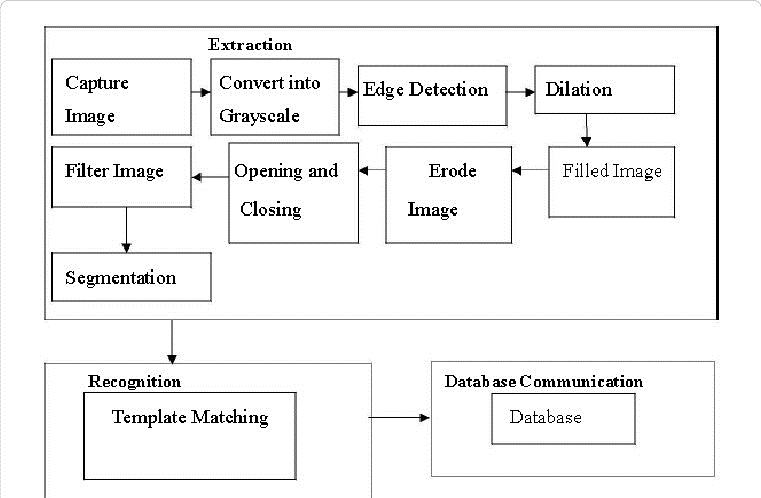 Extraction
Capture
Image
Convert into
Grayscale
Edge Detection
Dilation
Filled Image
Erode
Image
Opening and
Closing
Filter Image
Segmentation
Recognition
Template Matching
Database Communication
Database